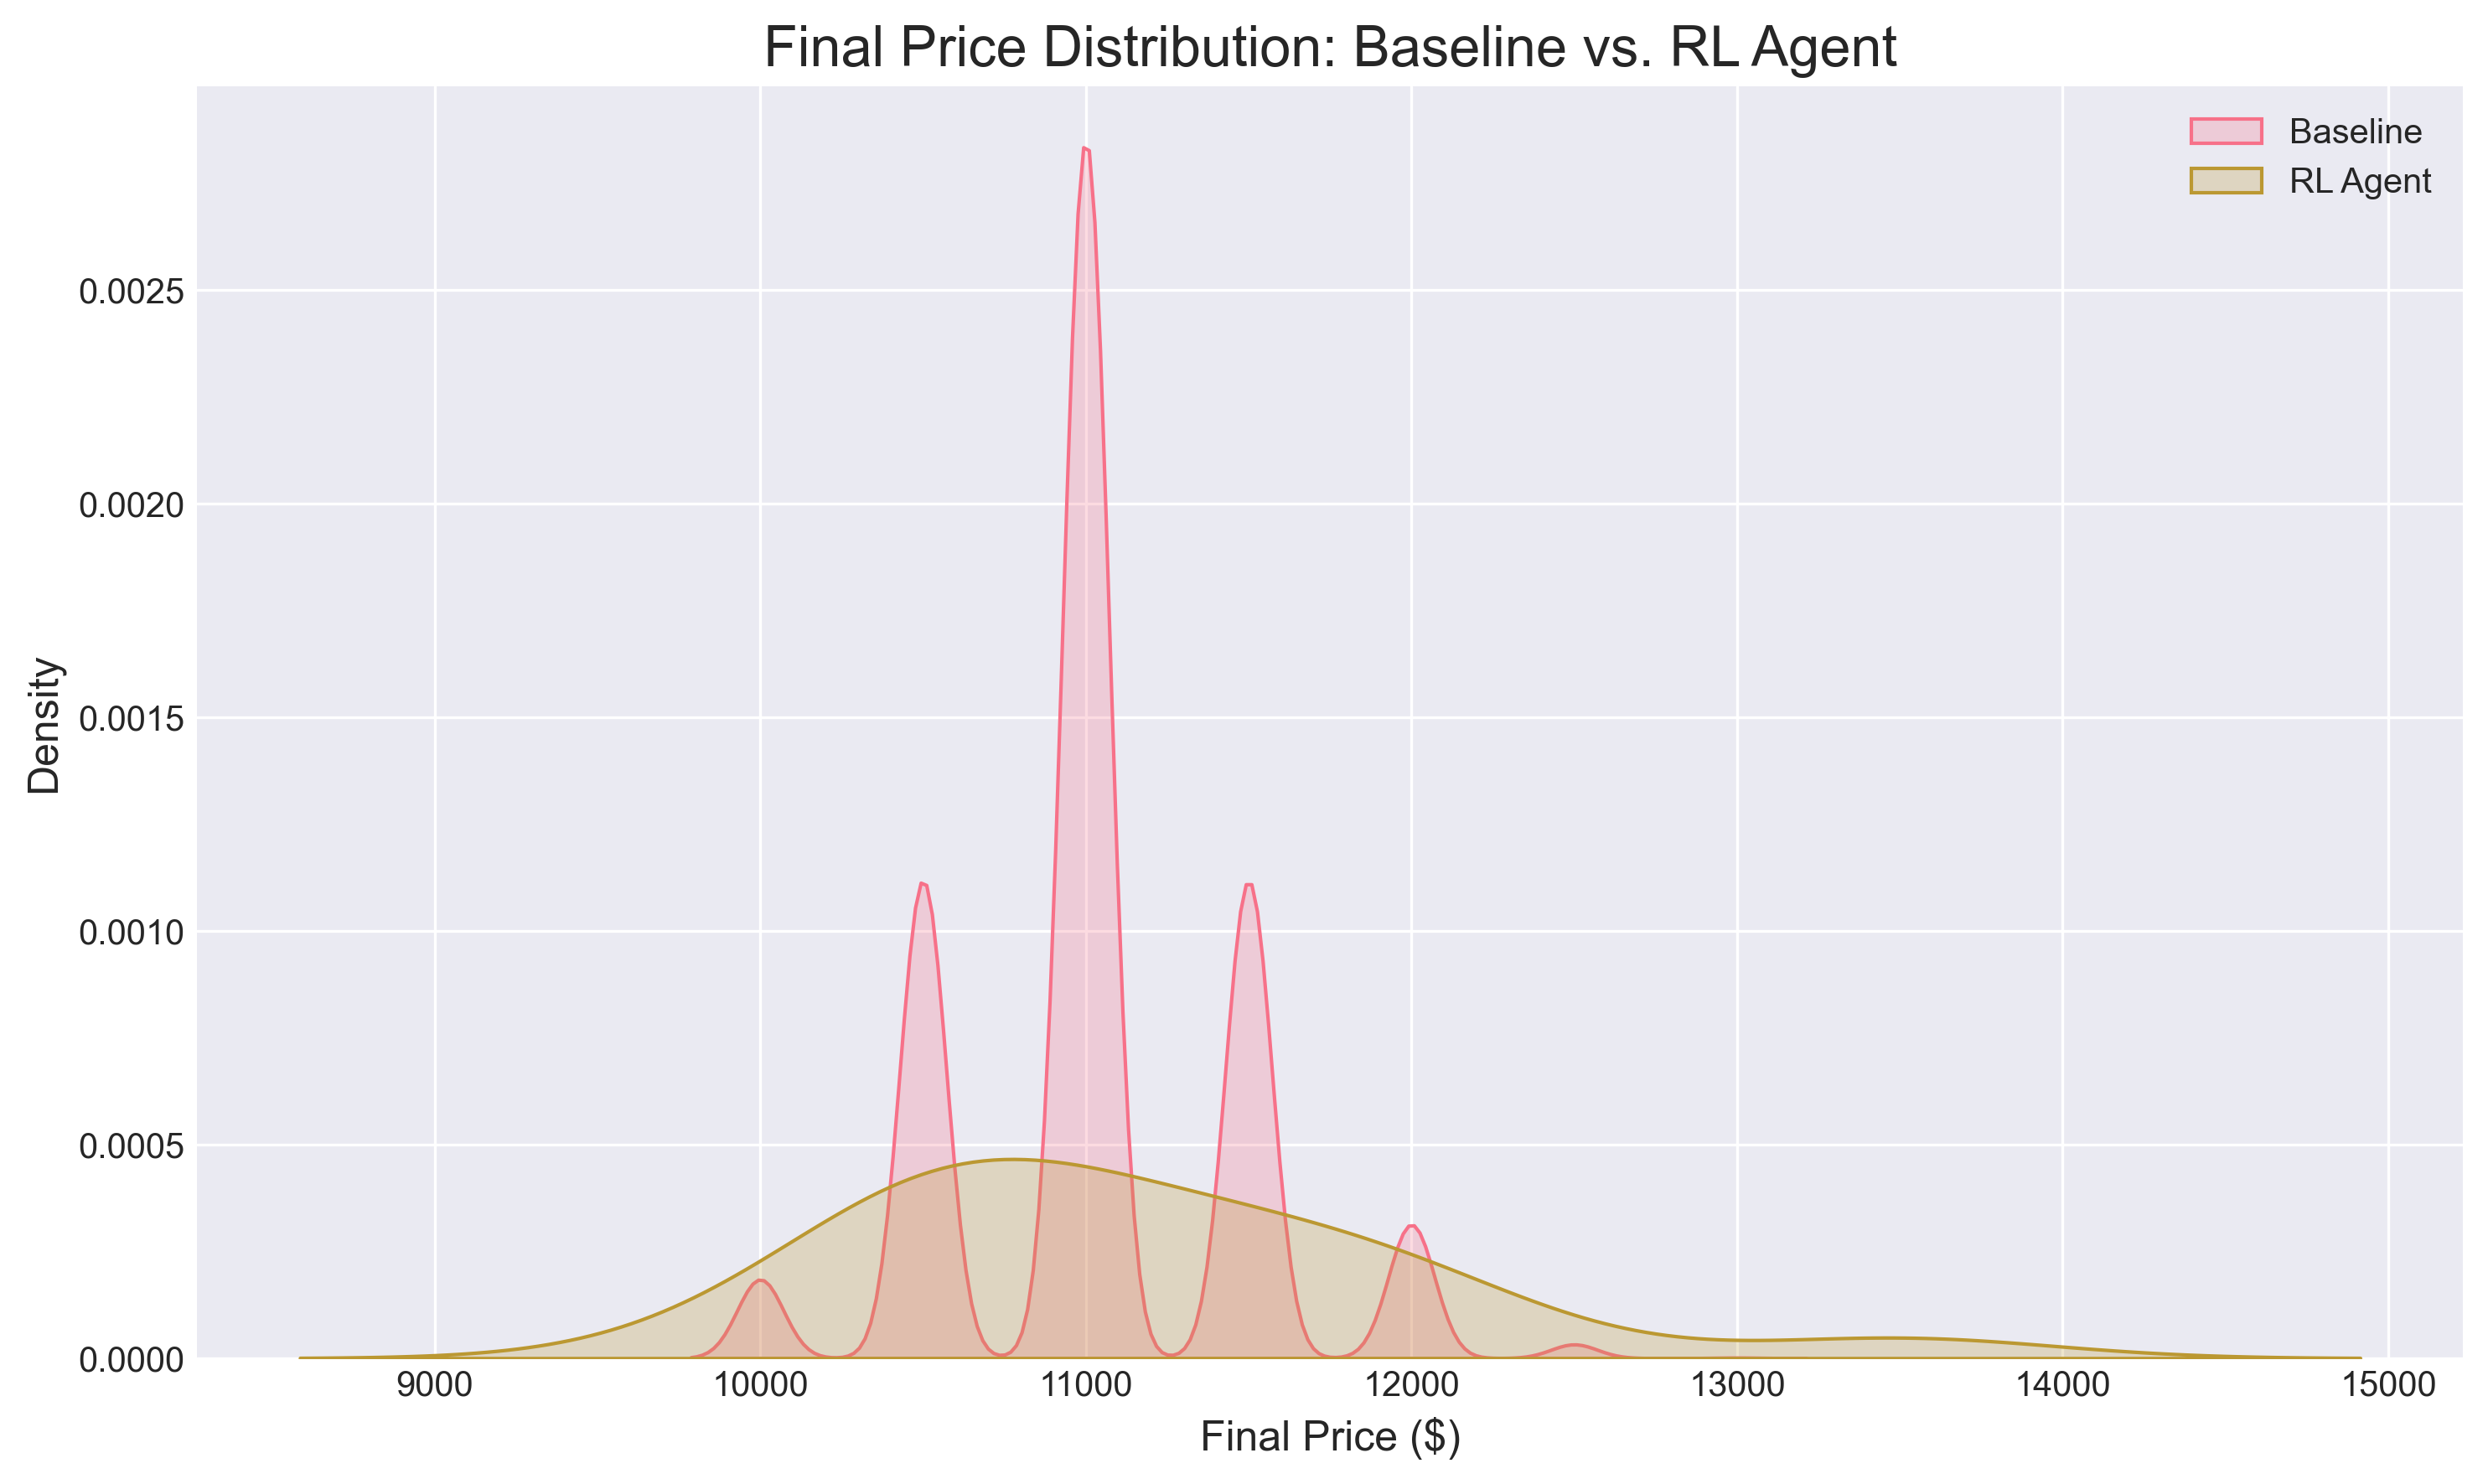 Final Price Distribution: Baseline vs. RL Agent
Baseline
RL Agent
Density
0.0025
0.0020
0.0015
0.0010
0.0005
0.0000
9000 10000 11000 12000 13000 14000 15000
Final Price ($)